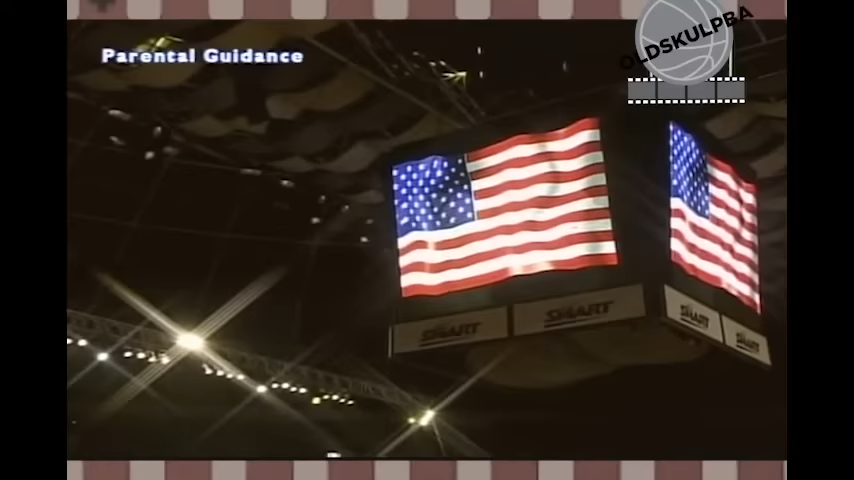 OLDSKULPBA
Parental Guidance
SMART
SMART
SMART
SMART